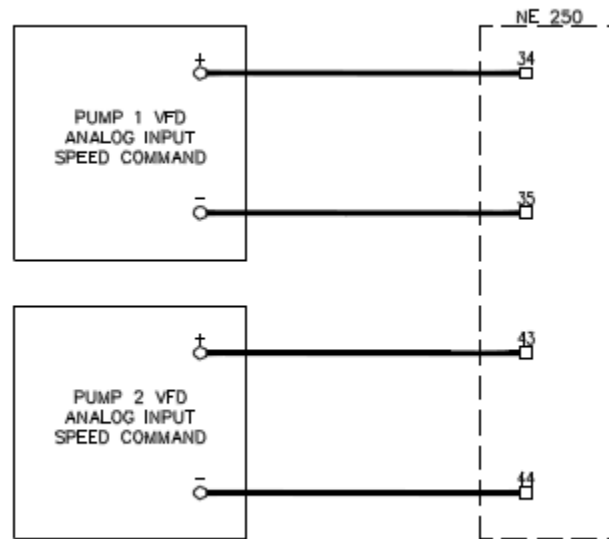 NE 250
+
34
PUMP 1 VFD
ANALOG INPUT
SPEED COMMAND
-
35
+
43
PUMP 2 VFD
ANALOG INPUT
SPEED COMMAND
-
44